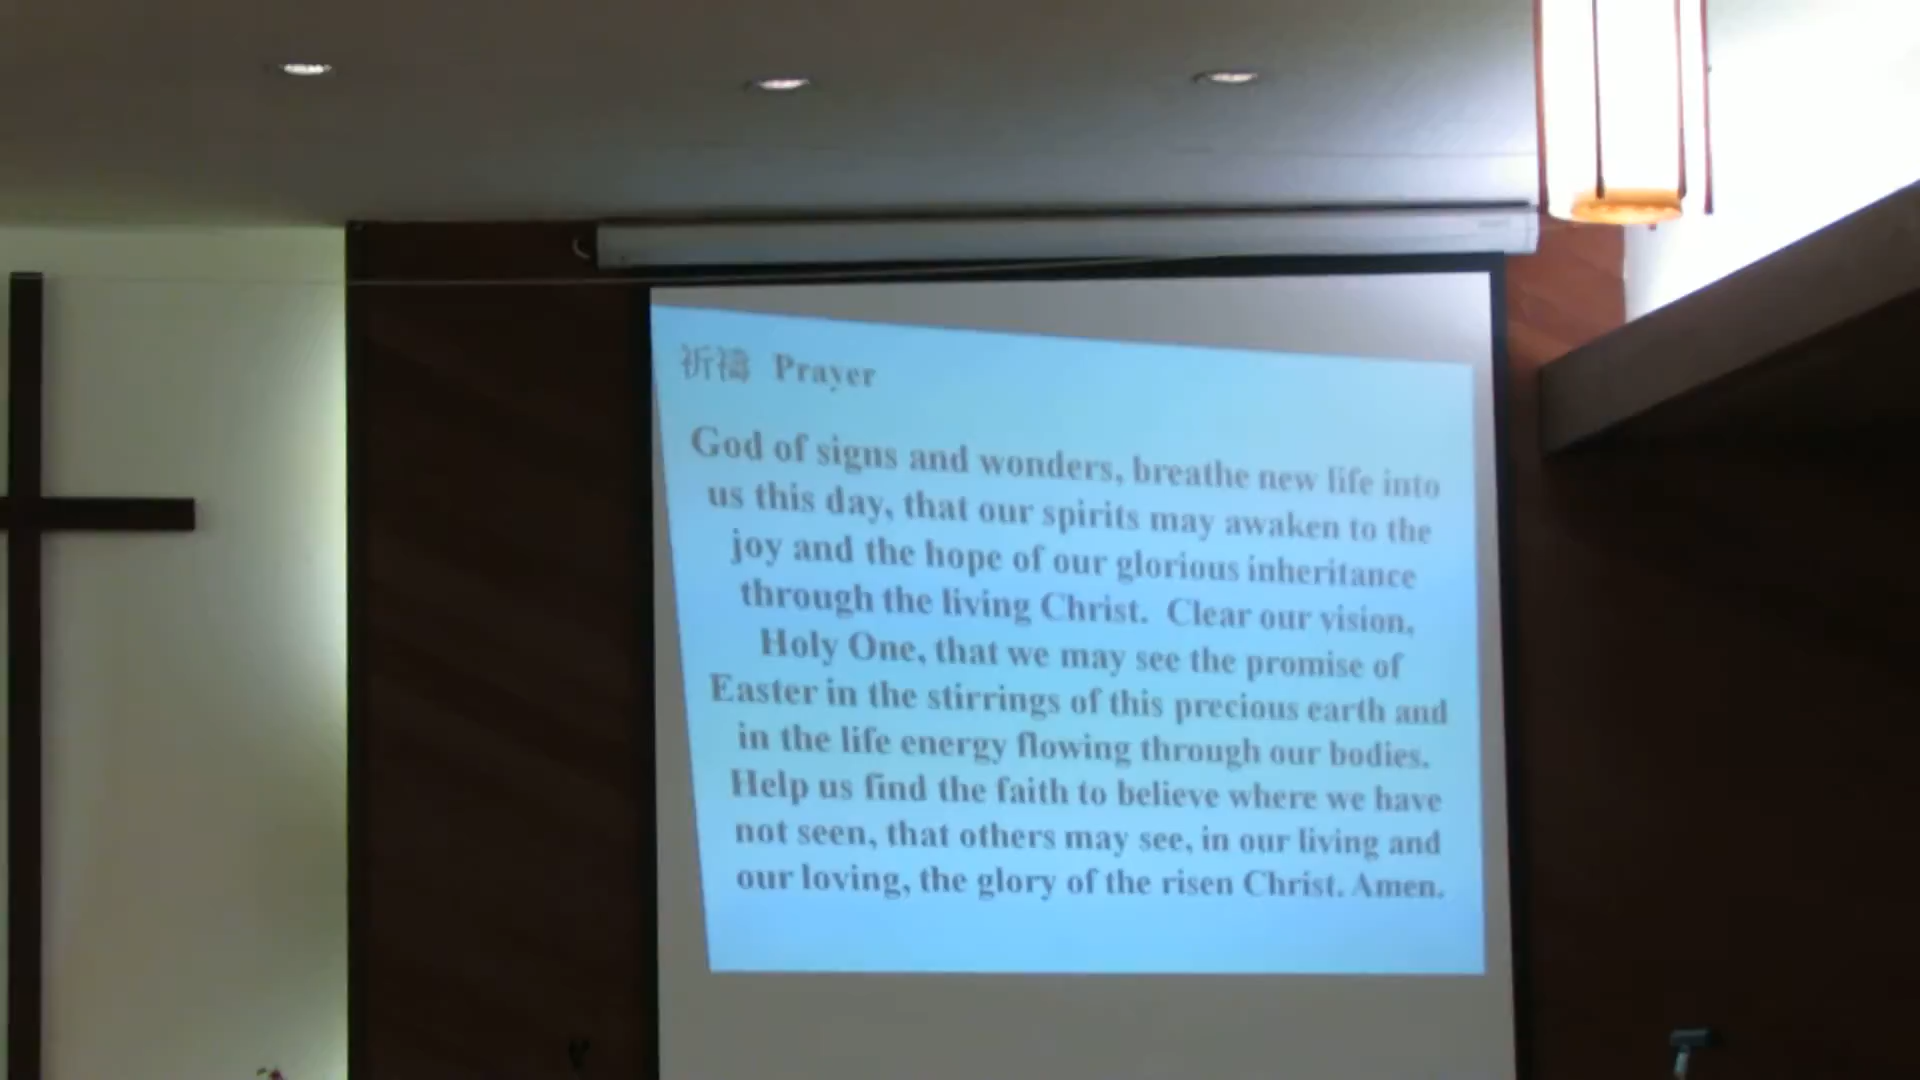 祈禱 Prayer
God of signs and wonders, breathe new life into
us this day, that our spirits may awaken to the
joy and the hope of our glorious inheritance
through the living Christ. Clear our vision,
Holy One, that we may see the promise of
Easter in the stirrings of this precious earth and
in the life energy flowing through our bodies.
Help us find the faith to believe where we have
not seen, that others may see, in our living and
our loving, the glory of the risen Christ. Amen.